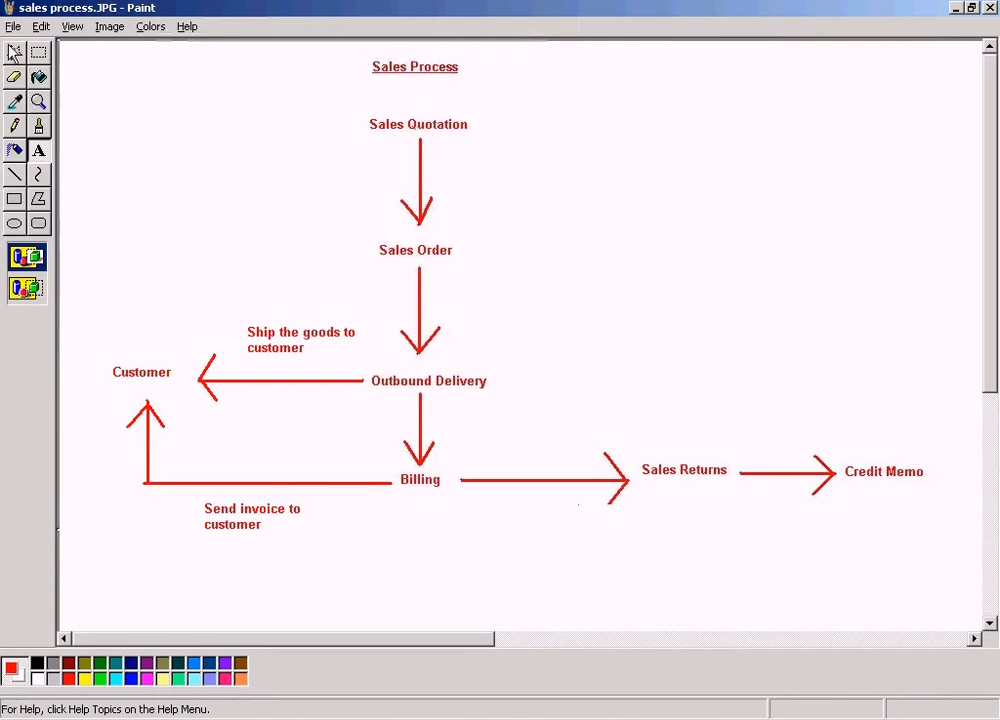 sales process.JPG - Paint
File Edit View Image Colors Help
Sales Process
Sales Quotation
Sales Order
Ship the goods to
customer
Customer
Outbound Delivery
Billing
Sales Returns
Credit Memo
Send invoice to
customer
A
For Help, click Help Topics on the Help Menu.